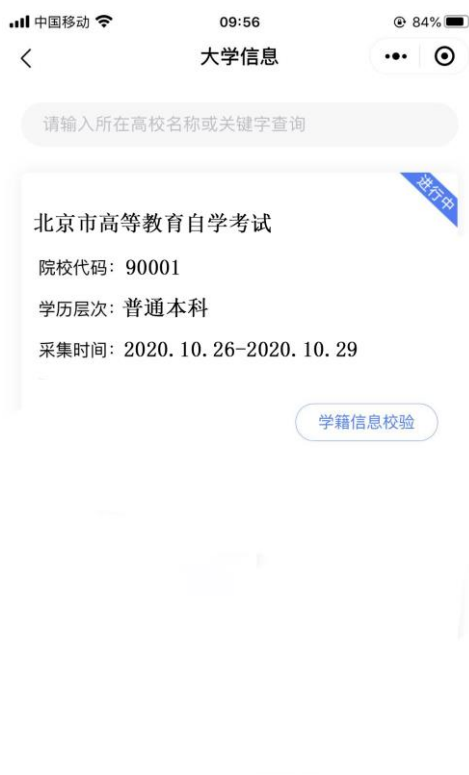 中国移动 09:56 84%
大学信息
请输入所在高校名称或关键字查询
进行中
北京市高等教育自学考试
院校代码：90001
学历层次：普通本科
采集时间：2020.10.26-2020.10.29
学籍信息校验